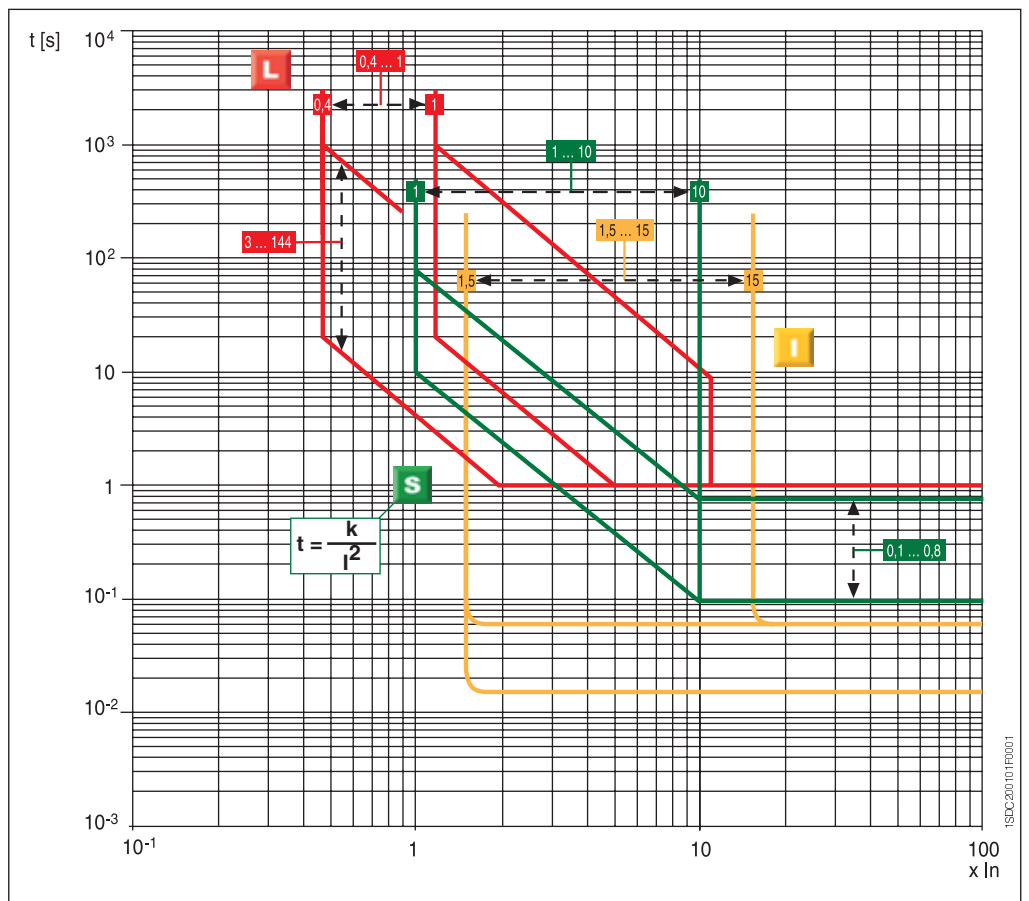 t [s]
10⁴
L
0,4 ... 1
0,4
1
10³
1 ... 10
1
10
3 ... 144
1,5 ... 15
10²
1,5
15
I
10
1
S
t = k / I²
0,1 ... 0,8
10⁻¹
10⁻²
10⁻³
10⁻¹
1
10
100
x In
1SDC200101F0001